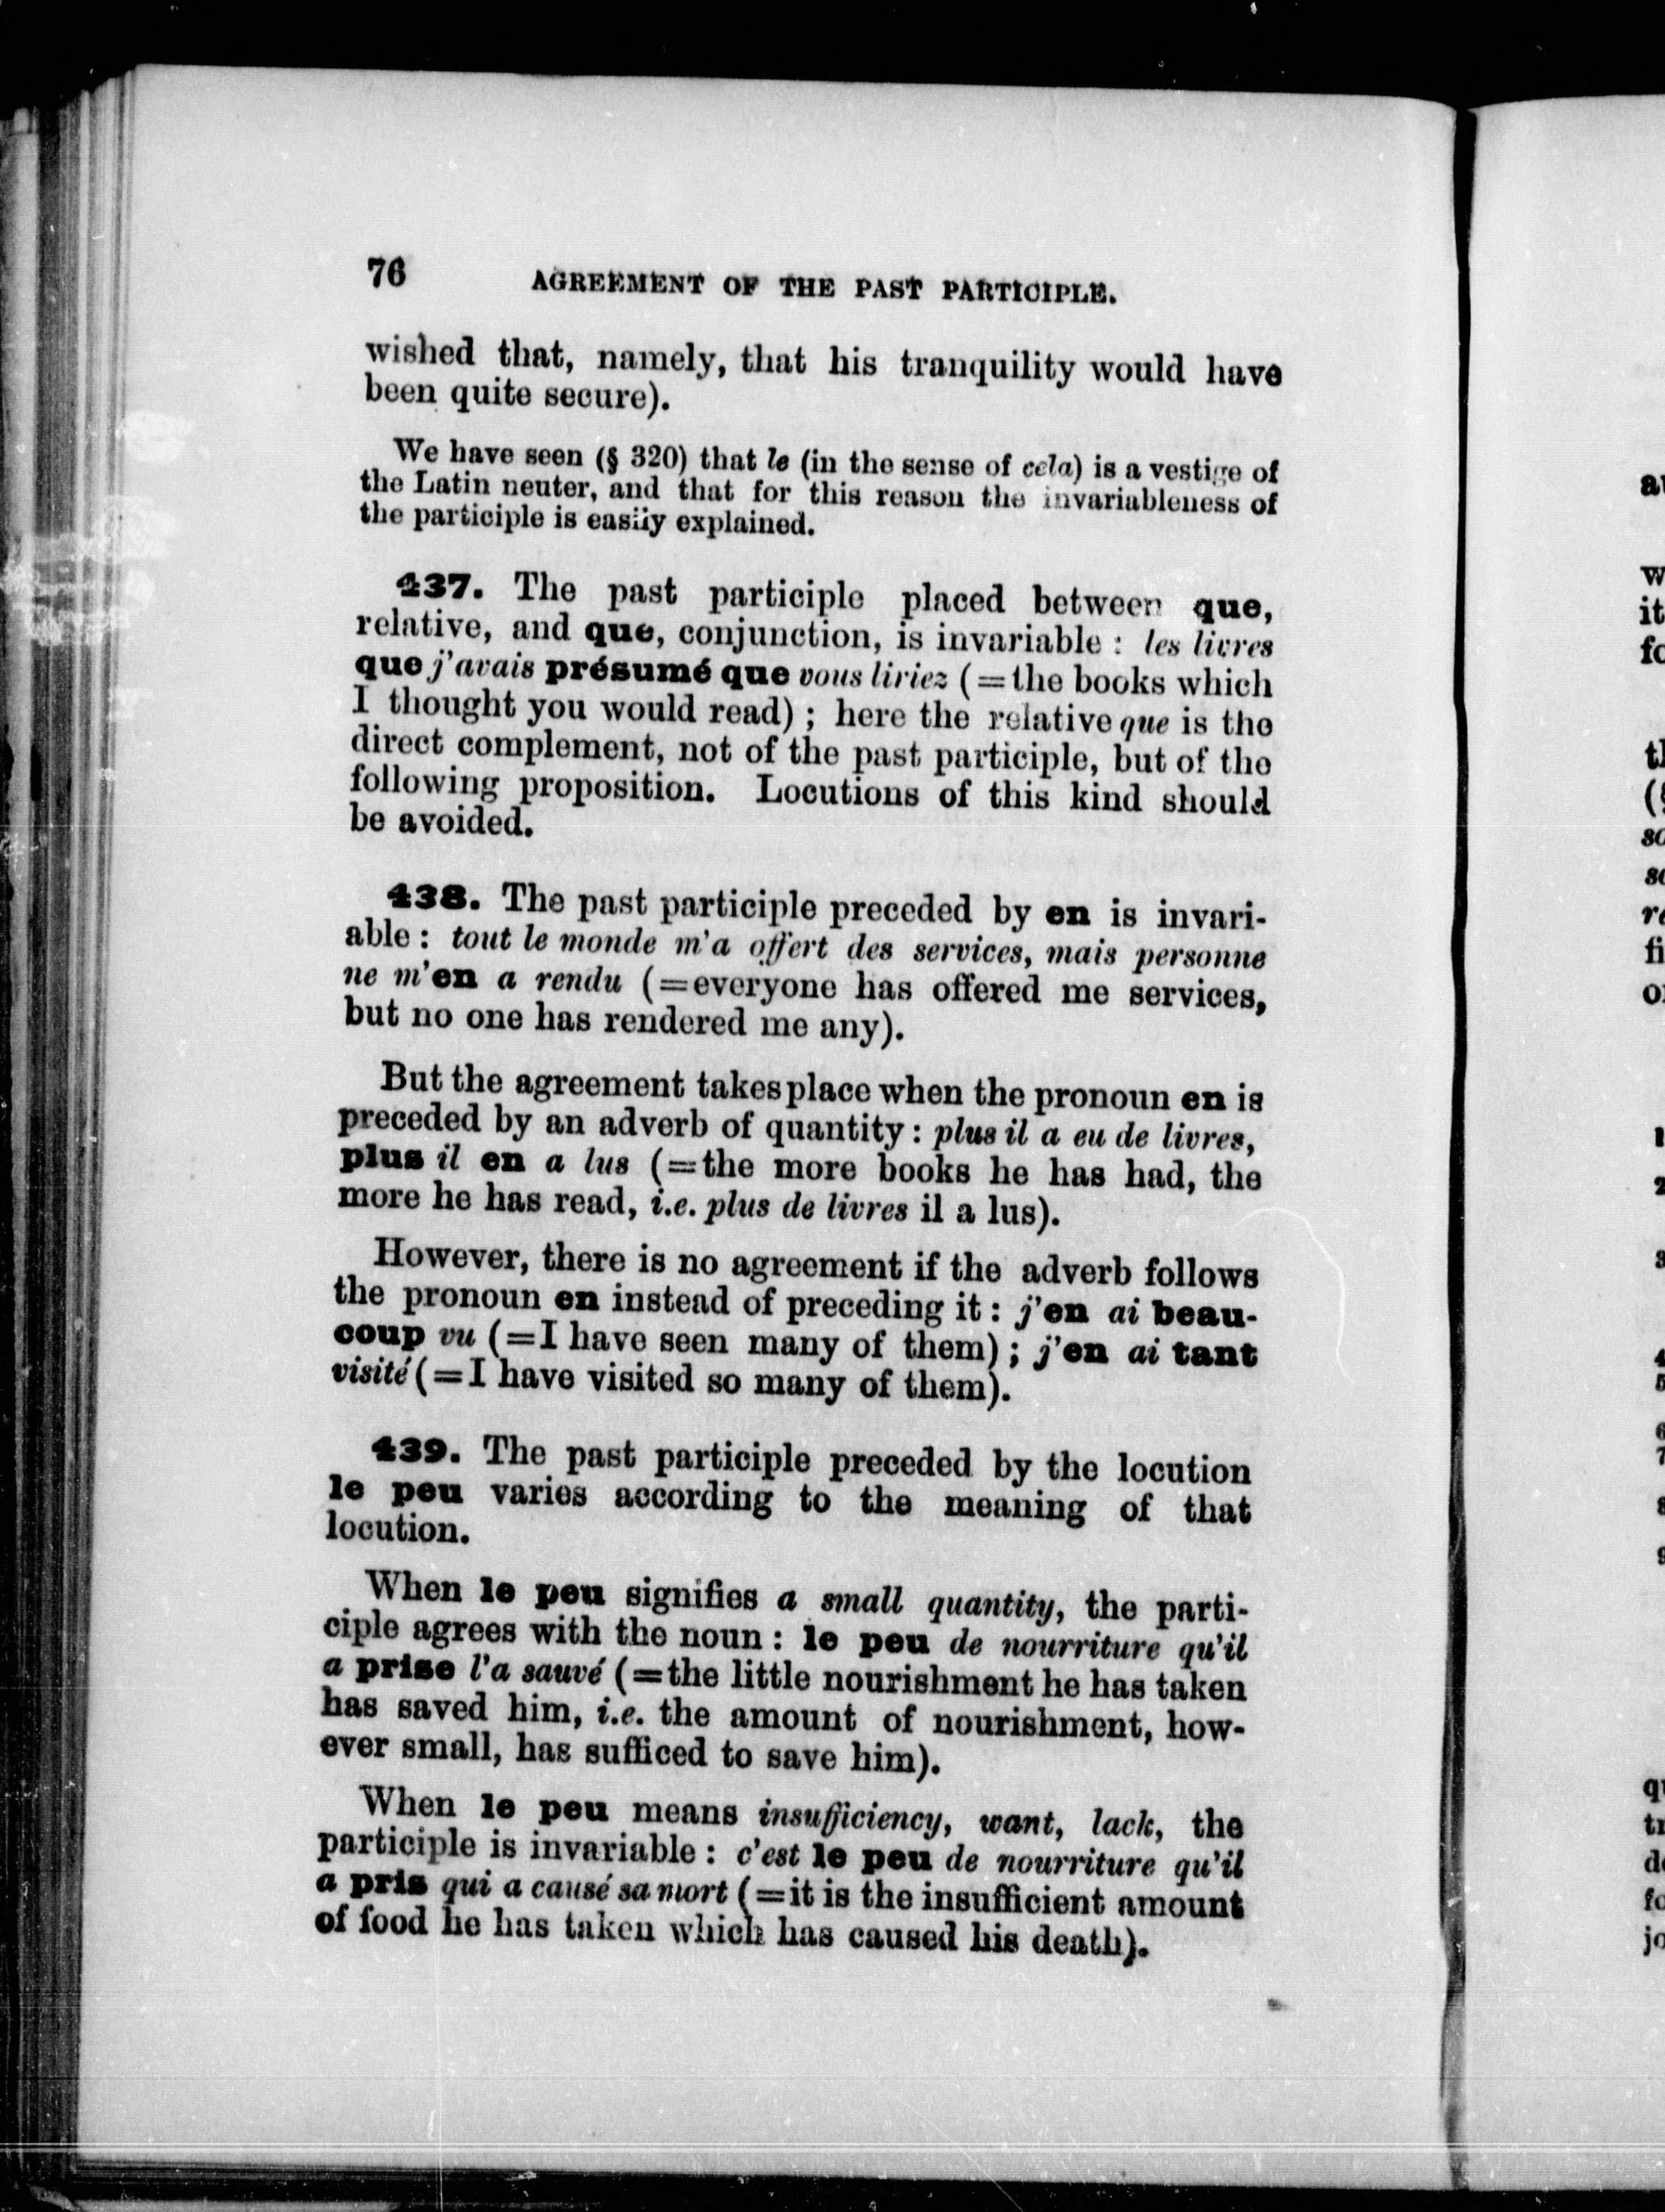 76 AGREEMENT OF THE PAST PARTICIPLE.
wished that, namely, that his tranquility would have
been quite secure).
We have seen (§ 320) that le (in the sense of cela) is a vestige of
the Latin neuter, and that for this reason the invariableness of
the participle is easily explained.
437. The past participle placed between que,
relative, and que, conjunction, is invariable : les livres
que j'avais présumé que vous liriez (=the books which
I thought you would read) ; here the relative que is the
direct complement, not of the past participle, but of the
following proposition. Locutions of this kind should
be avoided.
438. The past participle preceded by en is invari-
able : tout le monde m'a offert des services, mais personne
ne m'en a rendu (=everyone has offered me services,
but no one has rendered me any).
But the agreement takes place when the pronoun en is
preceded by an adverb of quantity : plus il a eu de livres,
plus il en a lus (=the more books he has had, the
more he has read, i.e. plus de livres il a lus).
However, there is no agreement if the adverb follows
the pronoun en instead of preceding it : j'en ai beau-
coup vu (=I have seen many of them) ; j'en ai tant
visité (=I have visited so many of them).
439. The past participle preceded by the locution
le peu varies according to the meaning of that
locution.
When le peu signifies a small quantity, the parti-
ciple agrees with the noun : le peu de nourriture qu'il
a prise l'a sauvé (=the little nourishment he has taken
has saved him, i.e. the amount of nourishment, how-
ever small, has sufficed to save him).
When le peu means insufficiency, want, lack, the
participle is invariable : c'est le peu de nourriture qu'il
a pris qui a causé sa mort (=it is the insufficient amount
of food he has taken which has caused his death).